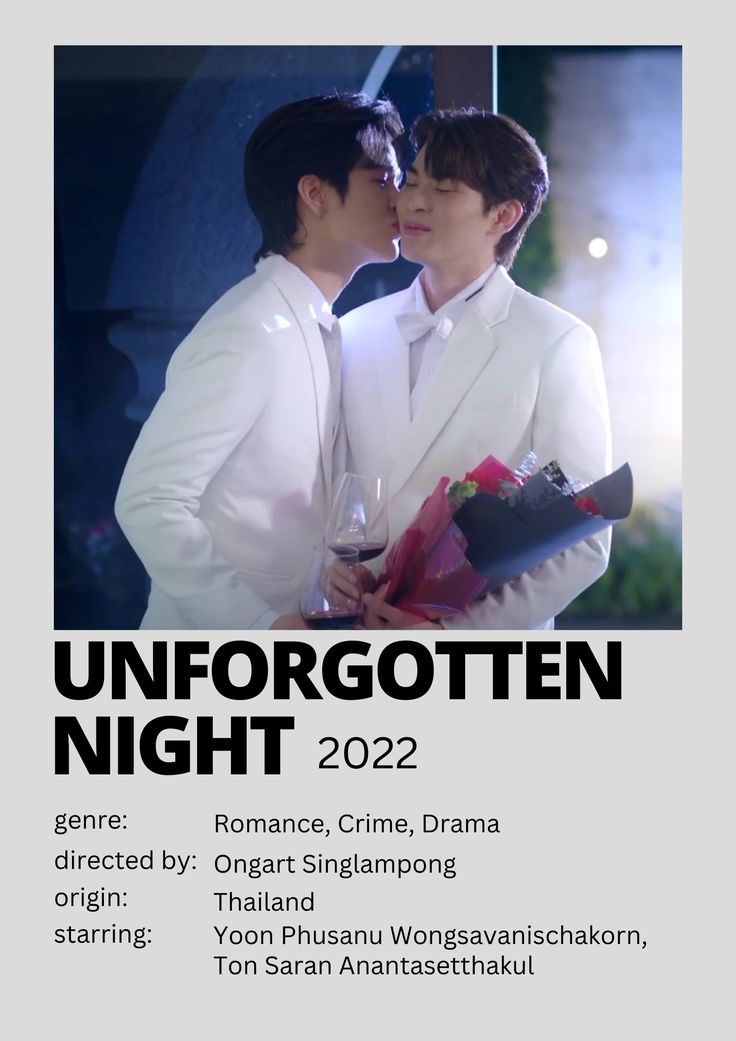 UNFORGOTTEN
NIGHT 2022
genre: Romance, Crime, Drama
directed by: Ongart Singlampong
origin: Thailand
starring: Yoon Phusanu Wongsavanischakorn,
Ton Saran Anantasetthakul